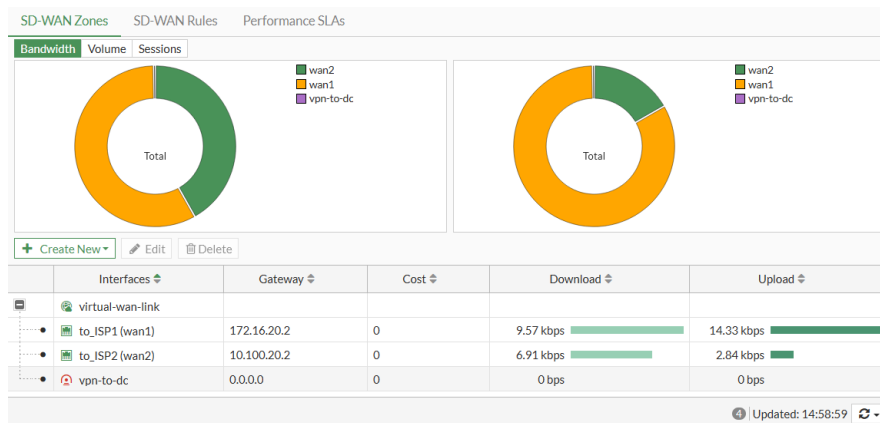 SD-WAN Zones SD-WAN Rules Performance SLAs
Bandwidth Volume Sessions
wan2
wan1
vpn-to-dc
Total
wan2
wan1
vpn-to-dc
Total
+ Create New Edit Delete
Interfaces Gateway Cost Download Upload
virtual-wan-link
to_ISP1 (wan1) 172.16.20.2 0 9.57 kbps 14.33 kbps
to_ISP2 (wan2) 10.100.20.2 0 6.91 kbps 2.84 kbps
vpn-to-dc 0.0.0.0 0 0 bps 0 bps
4 Updated: 14:58:59